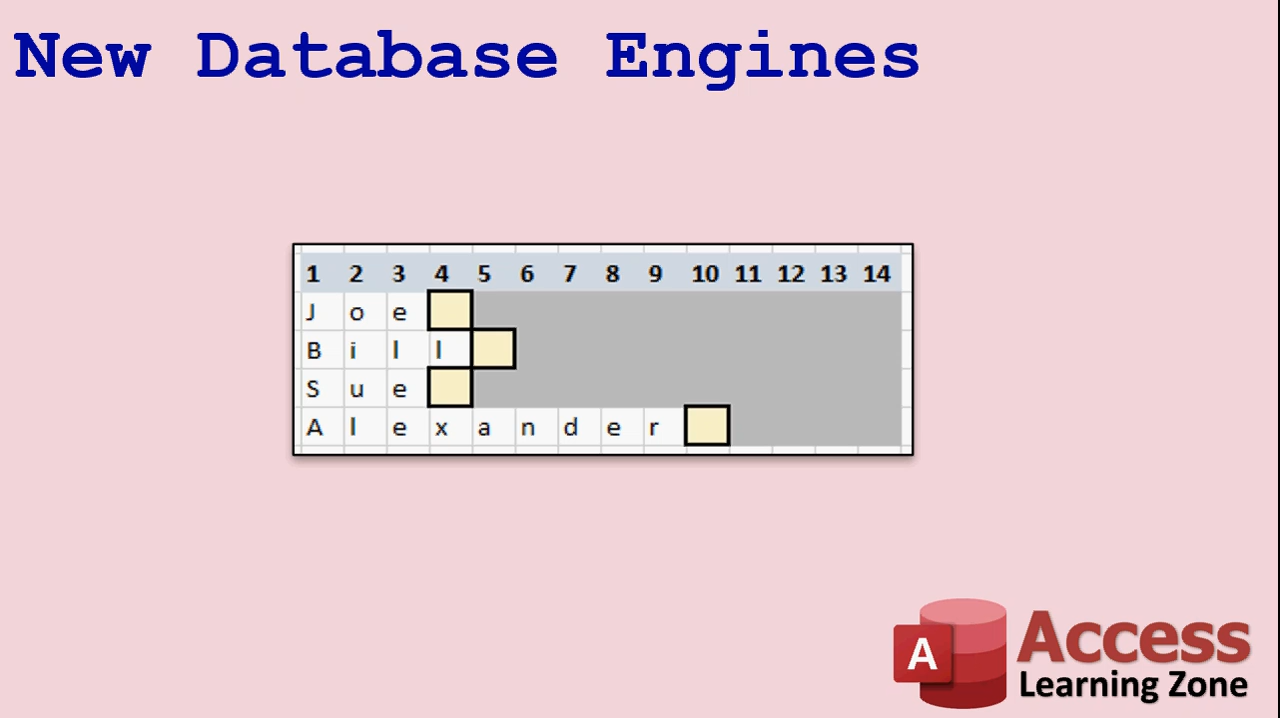 New Database Engines
1 2 3 4 5 6 7 8 9 10 11 12 13 14
J o e
B i l l
S u e
A l e x a n d e r
A Access
Learning Zone